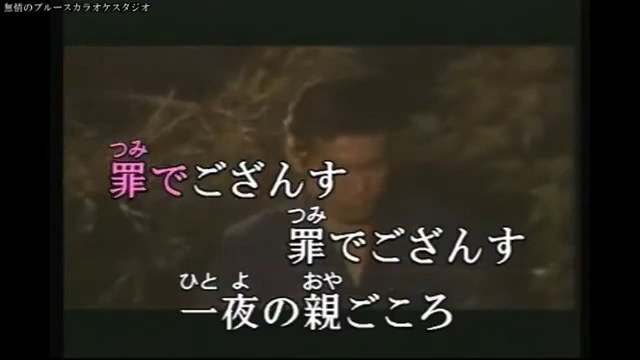 無情のブルースカラオケスタジオ
つみ
罪でござんす
つみ
罪でござんす
ひとよ おや
一夜の親ごころ